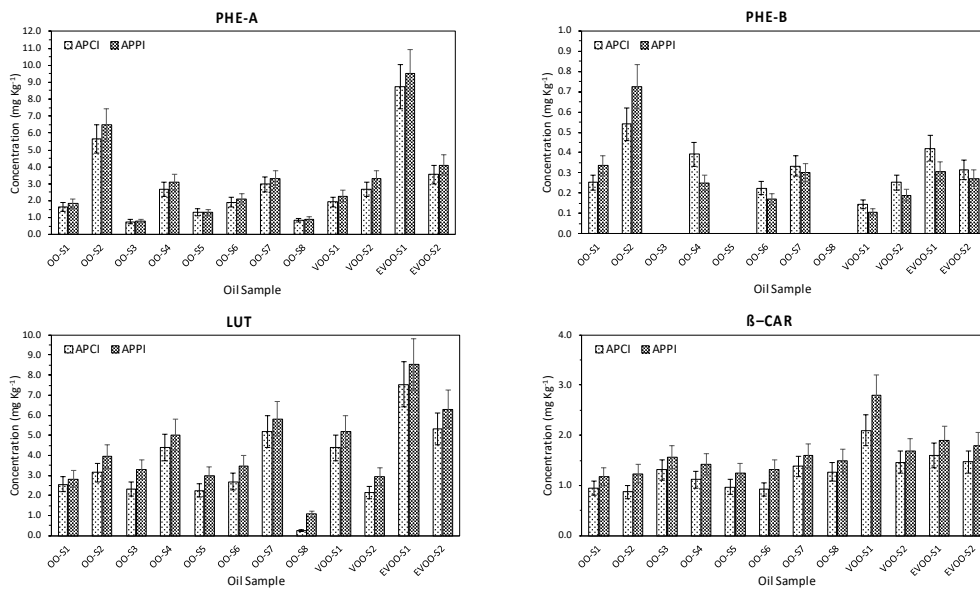 PHE-A
APCI APPI
Concentration (mg Kg⁻¹)
12.0
11.0
10.0
9.0
8.0
7.0
6.0
5.0
4.0
3.0
2.0
1.0
0.0
OO-S1 OO-S2 OO-S3 OO-S4 OO-S5 OO-S6 OO-S7 OO-S8 VOO-S1 VOO-S2 EVOO-S1 EVOO-S2
Oil Sample
PHE-B
APCI APPI
Concentration (mg Kg⁻¹)
1.0
0.9
0.8
0.7
0.6
0.5
0.4
0.3
0.2
0.1
0.0
OO-S1 OO-S2 OO-S3 OO-S4 OO-S5 OO-S6 OO-S7 OO-S8 VOO-S1 VOO-S2 EVOO-S1 EVOO-S2
Oil Sample
LUT
APCI APPI
Concentration (mg Kg⁻¹)
10.0
9.0
8.0
7.0
6.0
5.0
4.0
3.0
2.0
1.0
0.0
OO-S1 OO-S2 OO-S3 OO-S4 OO-S5 OO-S6 OO-S7 OO-S8 VOO-S1 VOO-S2 EVOO-S1 EVOO-S2
Oil Sample
ß–CAR
APCI APPI
Concentration (mg Kg⁻¹)
4.0
3.0
2.0
1.0
0.0
OO-S1 OO-S2 OO-S3 OO-S4 OO-S5 OO-S6 OO-S7 OO-S8 VOO-S1 VOO-S2 EVOO-S1 EVOO-S2
Oil Sample